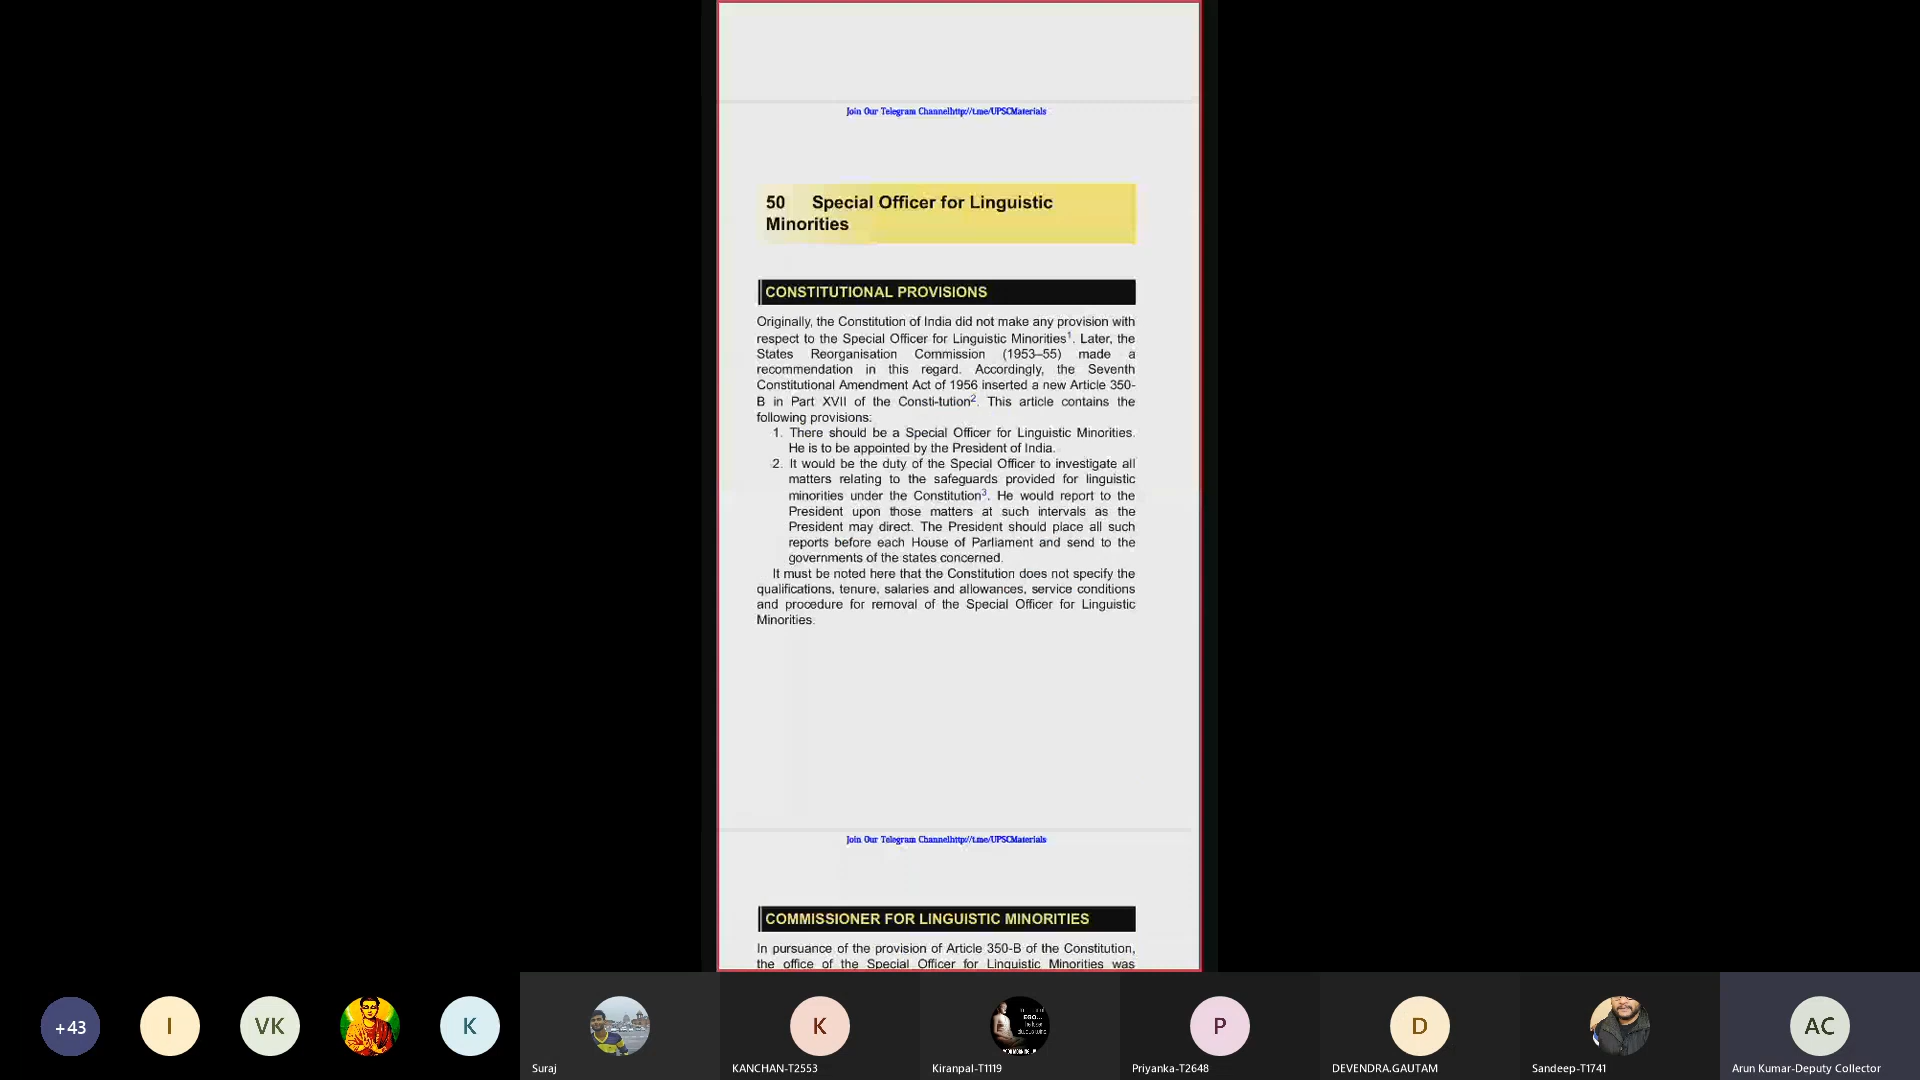 Join Our Telegram Channelhttp://t.me/UPSCMaterials
50 Special Officer for Linguistic
Minorities
CONSTITUTIONAL PROVISIONS
Originally, the Constitution of India did not make any provision with
respect to the Special Officer for Linguistic Minorities1. Later, the
States Reorganisation Commission (1953–55) made a
recommendation in this regard. Accordingly, the Seventh
Constitutional Amendment Act of 1956 inserted a new Article 350-
B in Part XVII of the Consti-tution2. This article contains the
following provisions:
1. There should be a Special Officer for Linguistic Minorities.
He is to be appointed by the President of India.
2. It would be the duty of the Special Officer to investigate all
matters relating to the safeguards provided for linguistic
minorities under the Constitution3. He would report to the
President upon those matters at such intervals as the
President may direct. The President should place all such
reports before each House of Parliament and send to the
governments of the states concerned.
It must be noted here that the Constitution does not specify the
qualifications, tenure, salaries and allowances, service conditions
and procedure for removal of the Special Officer for Linguistic
Minorities.
Join Our Telegram Channelhttp://t.me/UPSCMaterials
COMMISSIONER FOR LINGUISTIC MINORITIES
In pursuance of the provision of Article 350-B of the Constitution,
the office of the Special Officer for Linguistic Minorities was
+43
I
VK
K
K
EGO...
P
D
AC
Suraj
KANCHAN-T2553
Kiranpal-T1119
Priyanka-T2648
DEVENDRA.GAUTAM
Sandeep-T1741
Arun Kumar-Deputy Collector